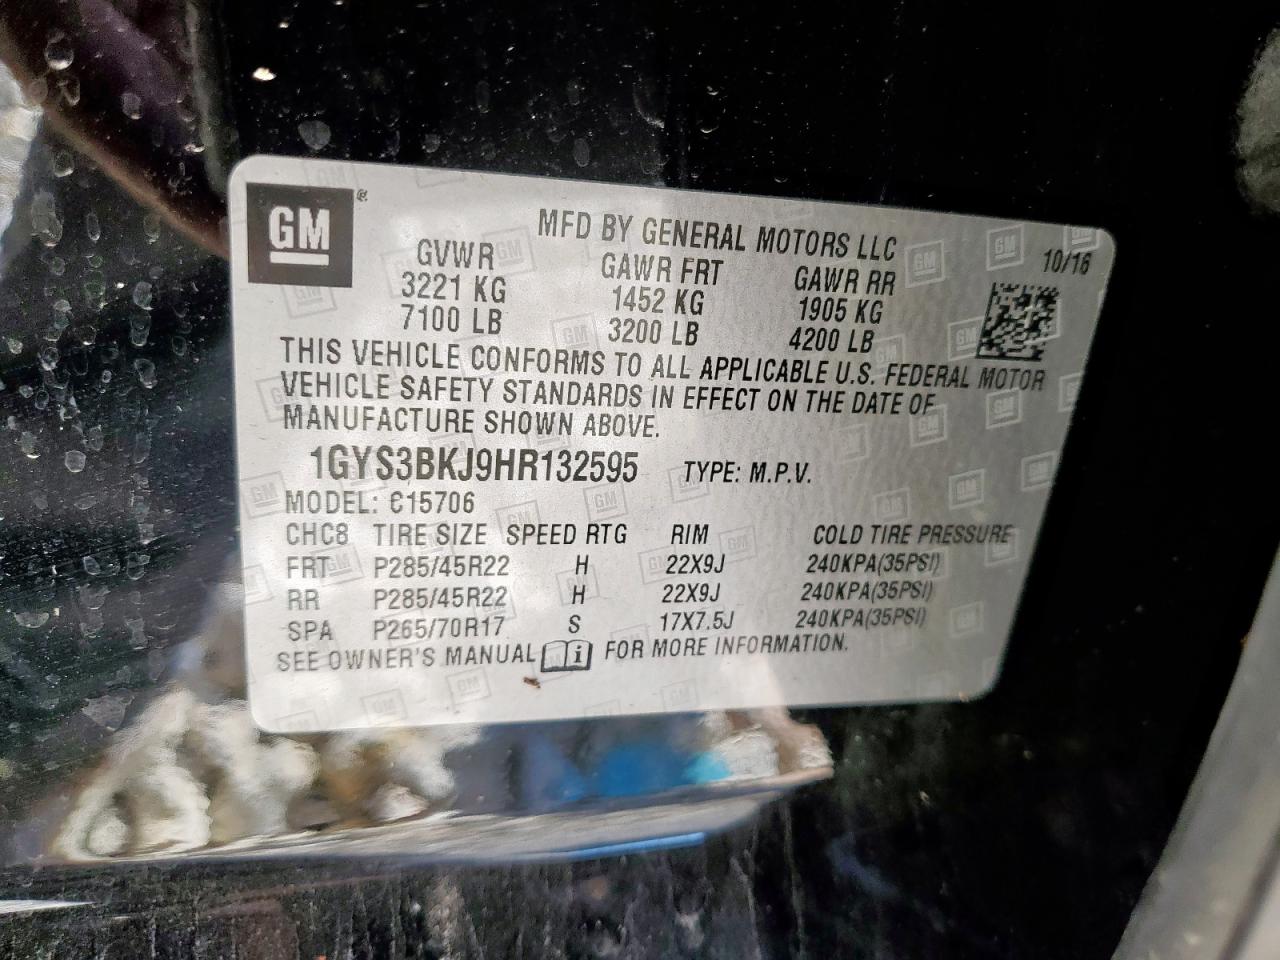 GM
MFD BY GENERAL MOTORS LLC
10/16
GVWR GAWR FRT GAWR RR
3221 KG 1452 KG 1905 KG
7100 LB 3200 LB 4200 LB
THIS VEHICLE CONFORMS TO ALL APPLICABLE U.S. FEDERAL MOTOR
VEHICLE SAFETY STANDARDS IN EFFECT ON THE DATE OF
MANUFACTURE SHOWN ABOVE.
1GYS3BKJ9HR132595 TYPE: M.P.V.
MODEL: C15706
CHC8 TIRE SIZE SPEED RTG RIM COLD TIRE PRESSURE
FRT P285/45R22 H 22X9J 240KPA(35PSI)
RR P285/45R22 H 22X9J 240KPA(35PSI)
SPA P265/70R17 S 17X7.5J 240KPA(35PSI)
SEE OWNER'S MANUAL i FOR MORE INFORMATION.